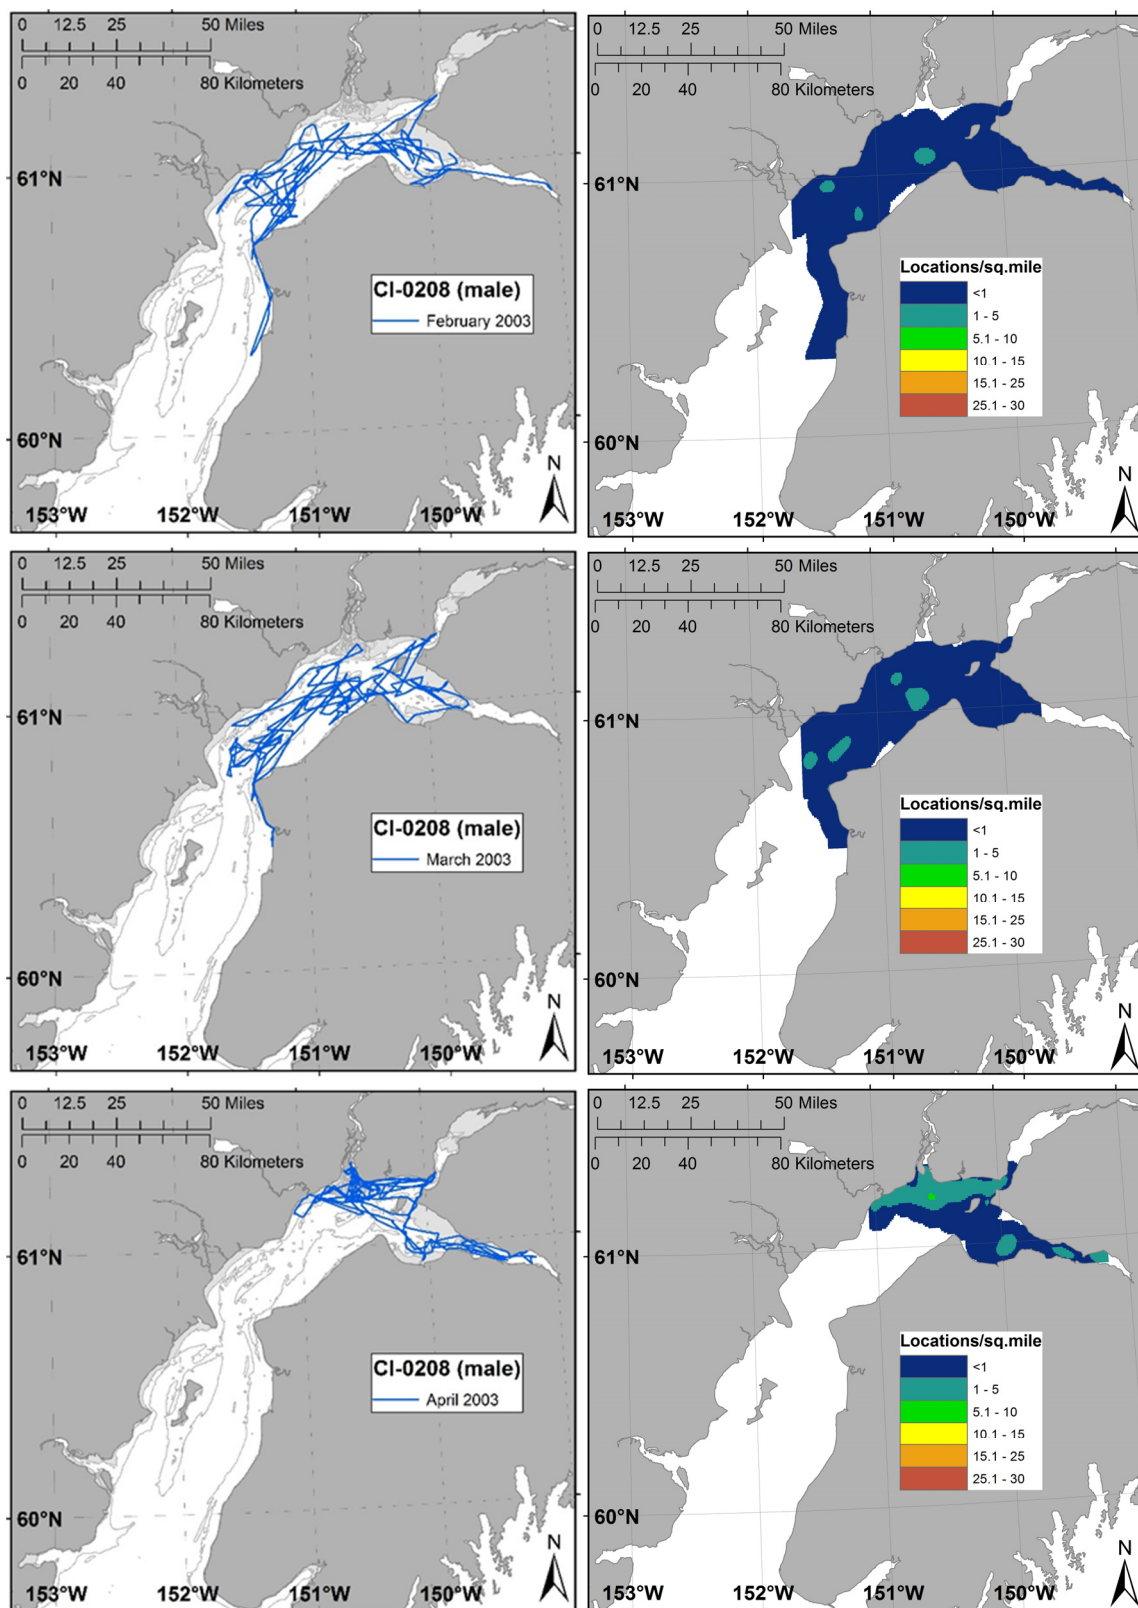 0 12.5 25 50 Miles
0 20 40 80 Kilometers
61°N
CI-0208 (male)
February 2003
60°N
N
153°W 152°W 151°W 150°W
0 12.5 25 50 Miles
0 20 40 80 Kilometers
61°N
Locations/sq.mile
<1
1 - 5
5.1 - 10
10.1 - 15
15.1 - 25
25.1 - 30
60°N
N
153°W 152°W 151°W 150°W
0 12.5 25 50 Miles
0 20 40 80 Kilometers
61°N
CI-0208 (male)
March 2003
60°N
N
153°W 152°W 151°W 150°W
0 12.5 25 50 Miles
0 20 40 80 Kilometers
61°N
Locations/sq.mile
<1
1 - 5
5.1 - 10
10.1 - 15
15.1 - 25
25.1 - 30
60°N
N
153°W 152°W 151°W 150°W
0 12.5 25 50 Miles
0 20 40 80 Kilometers
61°N
CI-0208 (male)
April 2003
60°N
N
153°W 152°W 151°W 150°W
0 12.5 25 50 Miles
0 20 40 80 Kilometers
61°N
Locations/sq.mile
<1
1 - 5
5.1 - 10
10.1 - 15
15.1 - 25
25.1 - 30
60°N
N
153°W 152°W 151°W 150°W